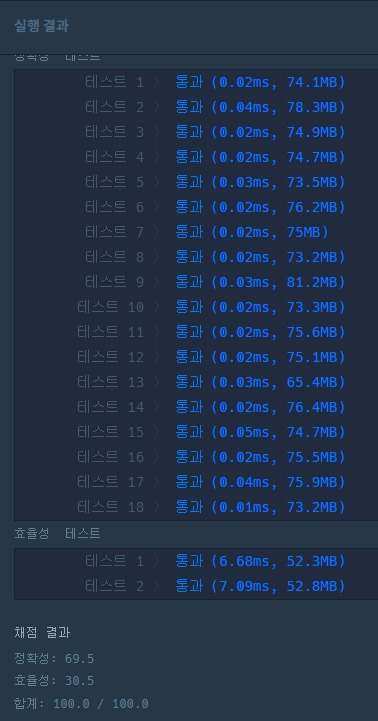 실행 결과
정확성 테스트
테스트 1 〉 통과 (0.02ms, 74.1MB)
테스트 2 〉 통과 (0.04ms, 78.3MB)
테스트 3 〉 통과 (0.02ms, 74.9MB)
테스트 4 〉 통과 (0.02ms, 74.7MB)
테스트 5 〉 통과 (0.03ms, 73.5MB)
테스트 6 〉 통과 (0.02ms, 76.2MB)
테스트 7 〉 통과 (0.02ms, 75MB)
테스트 8 〉 통과 (0.02ms, 73.2MB)
테스트 9 〉 통과 (0.03ms, 81.2MB)
테스트 10 〉 통과 (0.02ms, 73.3MB)
테스트 11 〉 통과 (0.02ms, 75.6MB)
테스트 12 〉 통과 (0.02ms, 75.1MB)
테스트 13 〉 통과 (0.03ms, 65.4MB)
테스트 14 〉 통과 (0.02ms, 76.4MB)
테스트 15 〉 통과 (0.05ms, 74.7MB)
테스트 16 〉 통과 (0.02ms, 75.5MB)
테스트 17 〉 통과 (0.04ms, 75.9MB)
테스트 18 〉 통과 (0.01ms, 73.2MB)
효율성 테스트
테스트 1 〉 통과 (6.68ms, 52.3MB)
테스트 2 〉 통과 (7.09ms, 52.8MB)
채점 결과
정확성: 69.5
효율성: 30.5
합계: 100.0 / 100.0